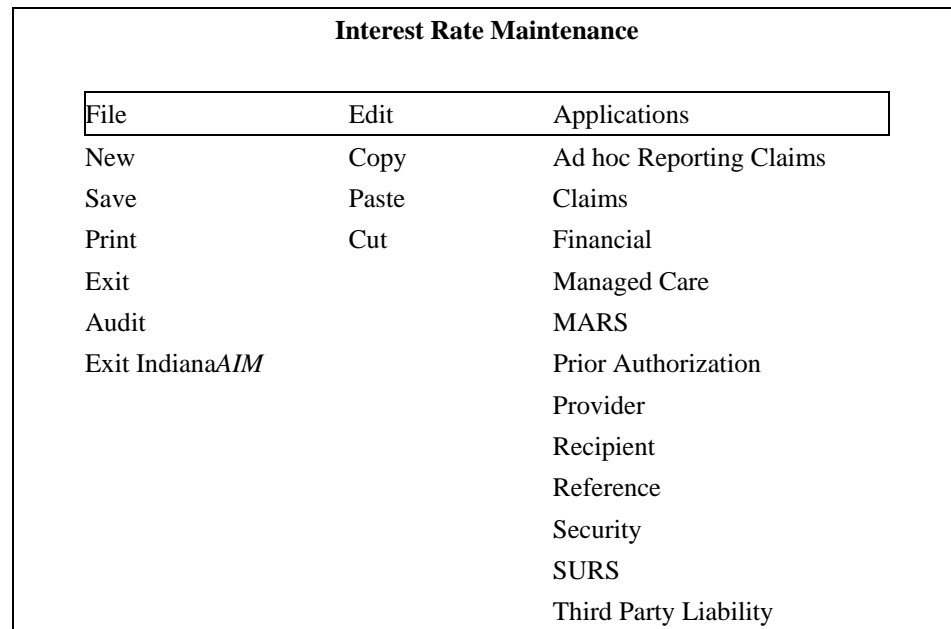 Interest Rate Maintenance
File Edit Applications
New Copy Ad hoc Reporting Claims
Save Paste Claims
Print Cut Financial
Exit Managed Care
Audit MARS
Exit IndianaAIM Prior Authorization
Provider
Recipient
Reference
Security
SURS
Third Party Liability